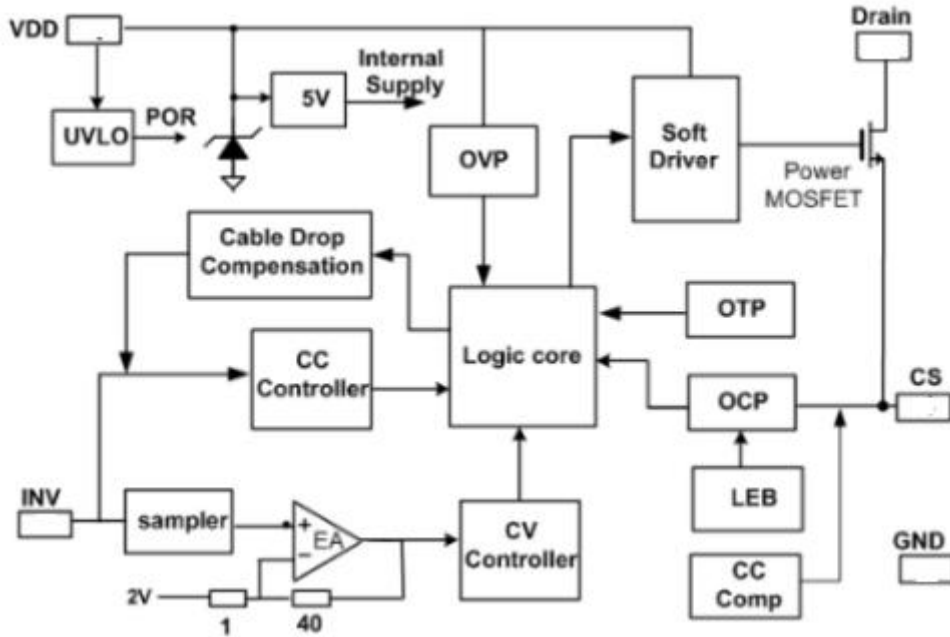 VDD
Drain
Internal
Supply
5V
UVLO
POR
OVP
Soft
Driver
Power
MOSFET
Cable Drop
Compensation
Logic core
OTP
CC
Controller
OCP
CS
INV
sampler
+
EA
−
CV
Controller
LEB
GND
CC
Comp
2V
1
40